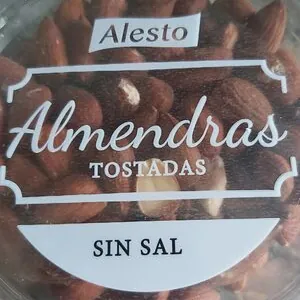 Alesto
Almendras
TOSTADAS
SIN SAL